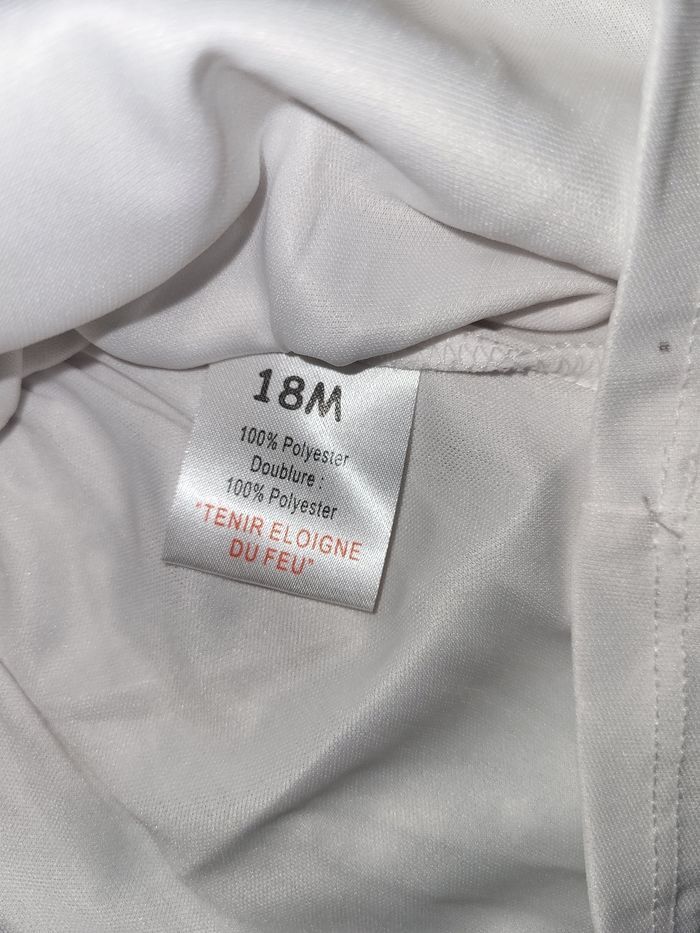 18M
100% Polyester
Doublure :
100% Polyester
"TENIR ELOIGNE
DU FEU"